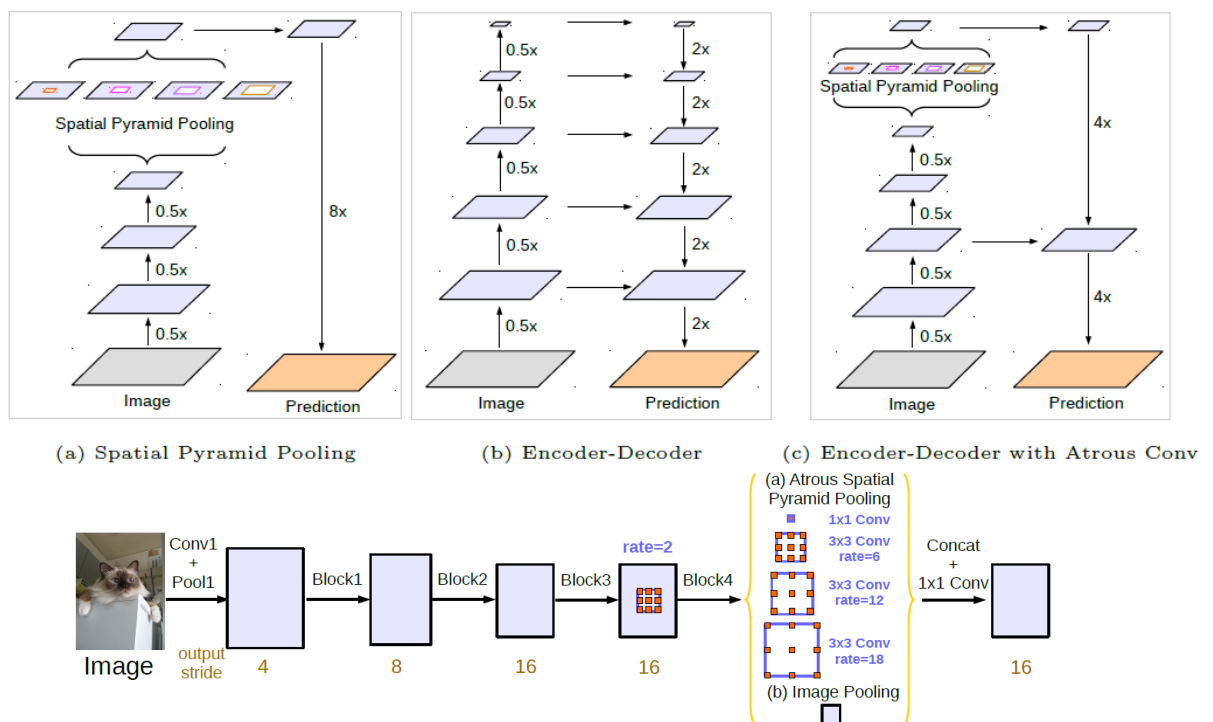 Spatial Pyramid Pooling
0.5x
0.5x
0.5x
8x
Image
Prediction
(a) Spatial Pyramid Pooling
0.5x
2x
0.5x
2x
0.5x
2x
0.5x
2x
0.5x
2x
Image
Prediction
(b) Encoder-Decoder
Spatial Pyramid Pooling
4x
0.5x
0.5x
0.5x
4x
0.5x
Image
Prediction
(c) Encoder-Decoder with Atrous Conv
Image
Conv1
+
Pool1
output
stride
4
Block1
8
Block2
16
Block3
rate=2
16
Block4
(a) Atrous Spatial
Pyramid Pooling
1x1 Conv
3x3 Conv
rate=6
3x3 Conv
rate=12
3x3 Conv
rate=18
(b) Image Pooling
Concat
+
1x1 Conv
16